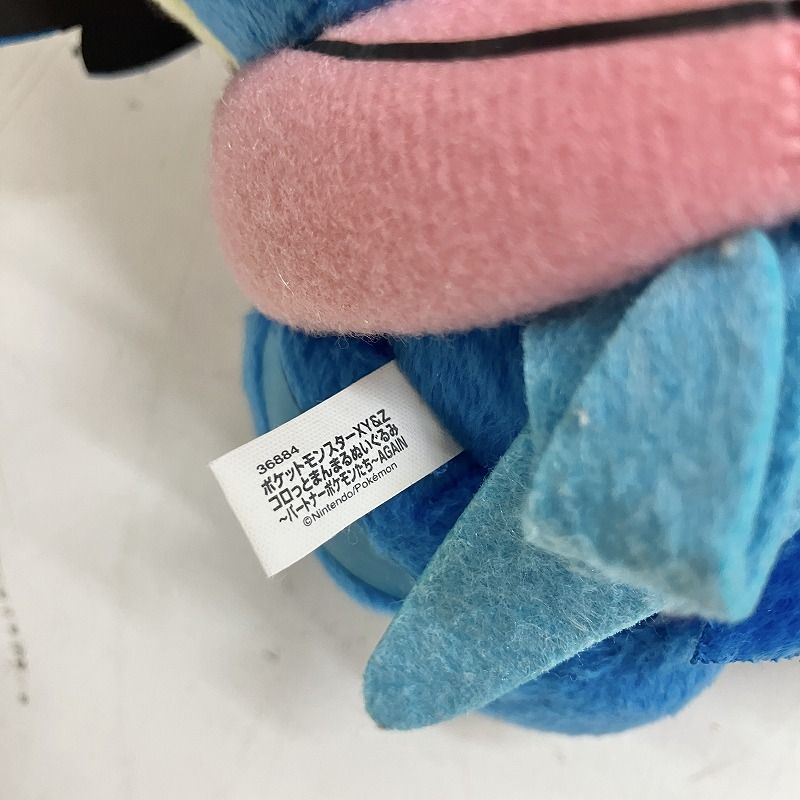 36884
ポケットモンスターXY&Z
コロっとまんまるぬいぐるみ
～パートナーポケモンたち～AGAIN
©Nintendo/Pokémon